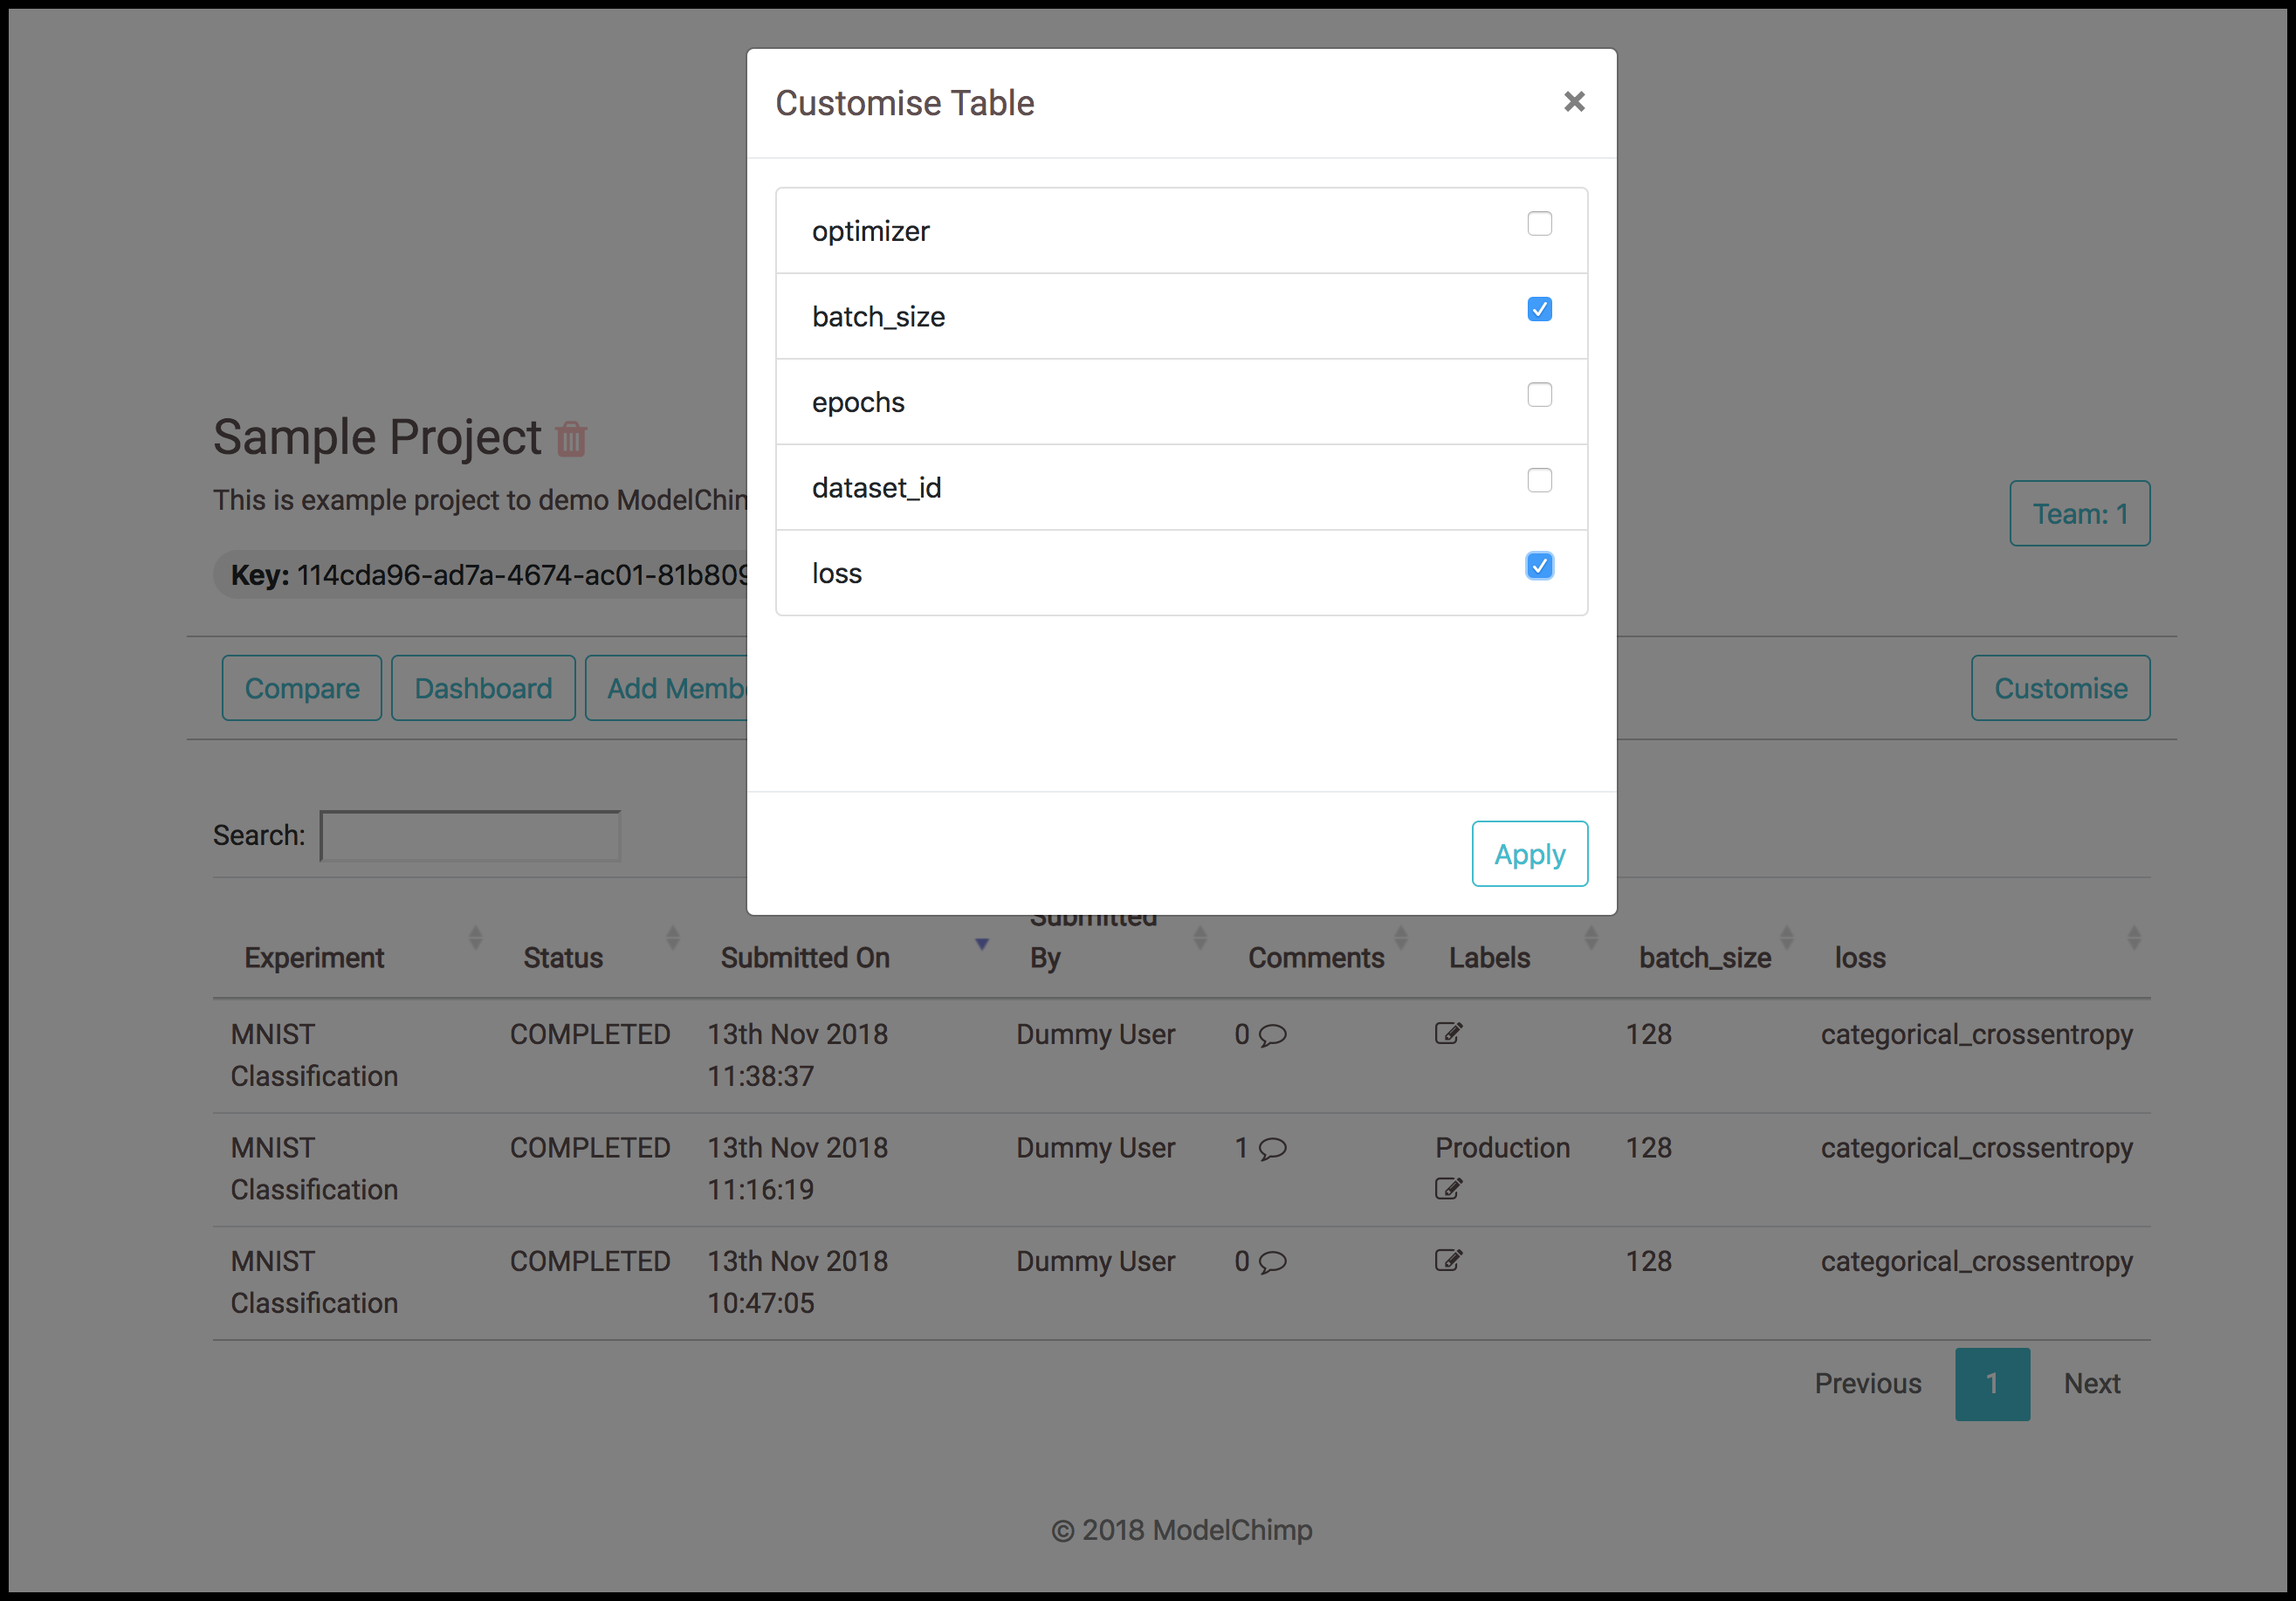 Customise Table
optimizer
batch_size
epochs
dataset_id
loss
Apply
Sample Project
This is example project to demo
Key: 114cda96-ad7a-4674-ac01-81b809
Team: 1
Compare Dashboard Add Memb
Customise
Search:
Experiment Status Submitted On Submitted By Comments Labels batch_size loss
MNIST Classification COMPLETED 13th Nov 2018 11:38:37 Dummy User 0 128 categorical_crossentropy
MNIST Classification COMPLETED 13th Nov 2018 11:16:19 Dummy User 1 Production 128 categorical_crossentropy
MNIST Classification COMPLETED 13th Nov 2018 10:47:05 Dummy User 0 128 categorical_crossentropy
Previous 1 Next
© 2018 ModelChimp